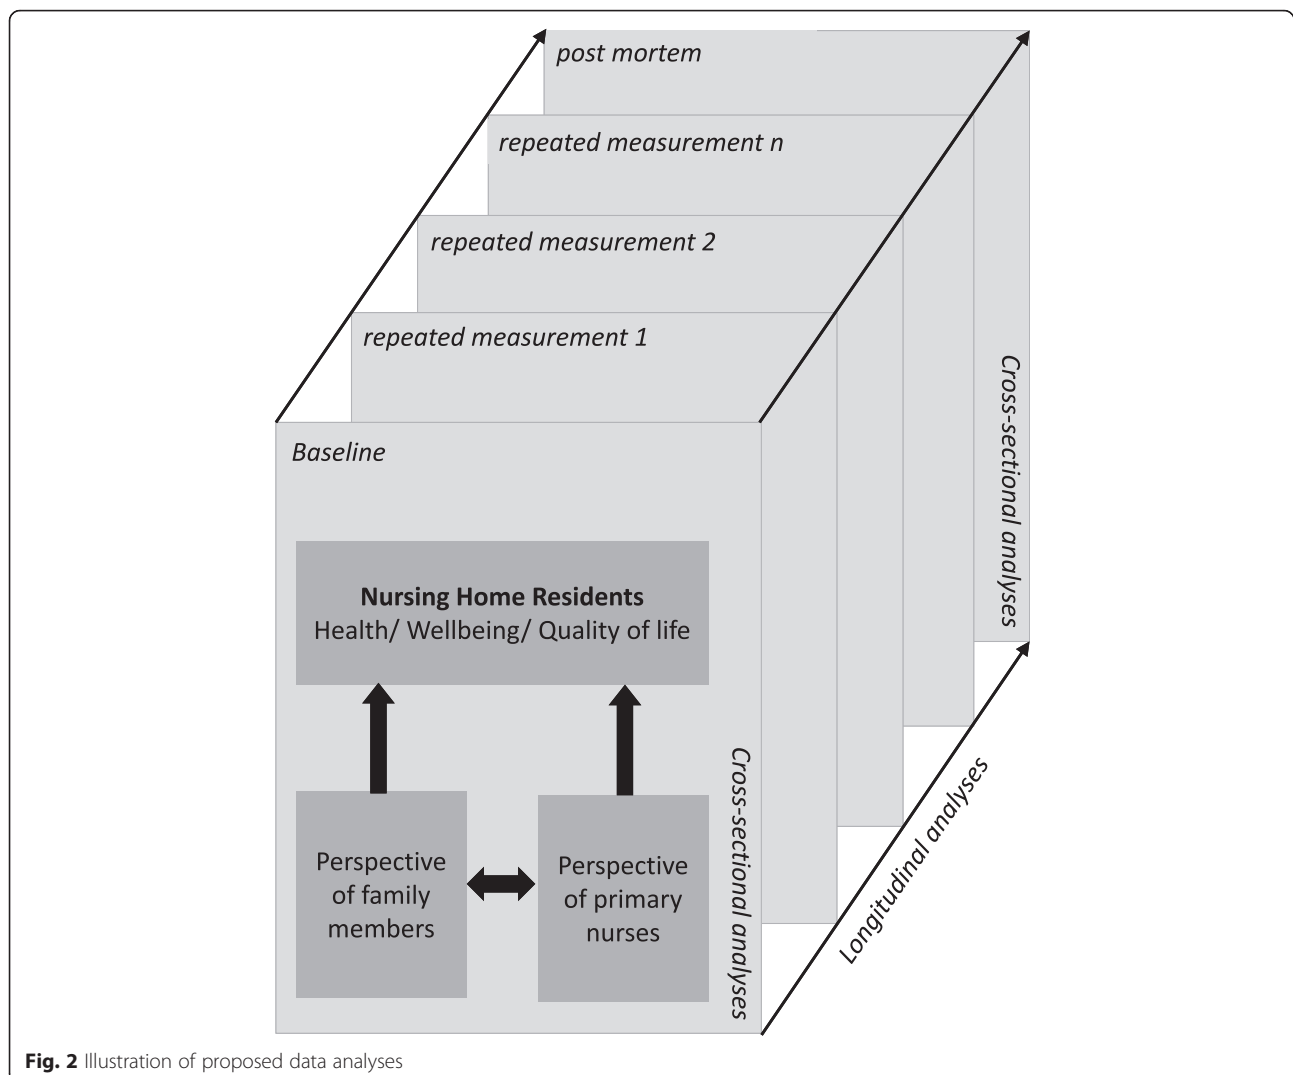 post mortem
repeated measurement n
repeated measurement 2
repeated measurement 1
Baseline
Nursing Home Residents
Health/ Wellbeing/ Quality of life
Perspective
of family
members
Perspective
of primary
nurses
Cross-sectional analyses
Cross-sectional analyses
Longitudinal analyses
Fig. 2 Illustration of proposed data analyses